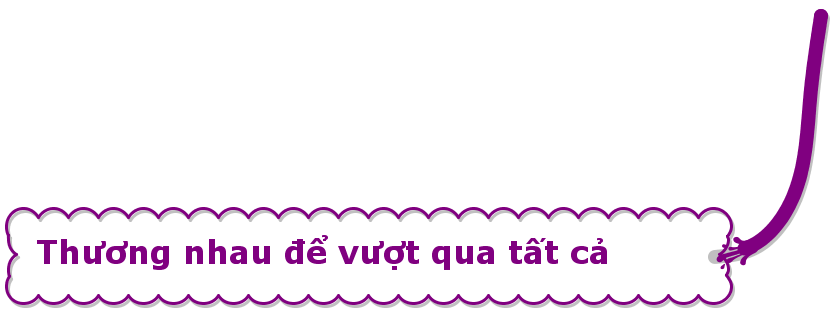 Thương nhau để vượt qua tất cả